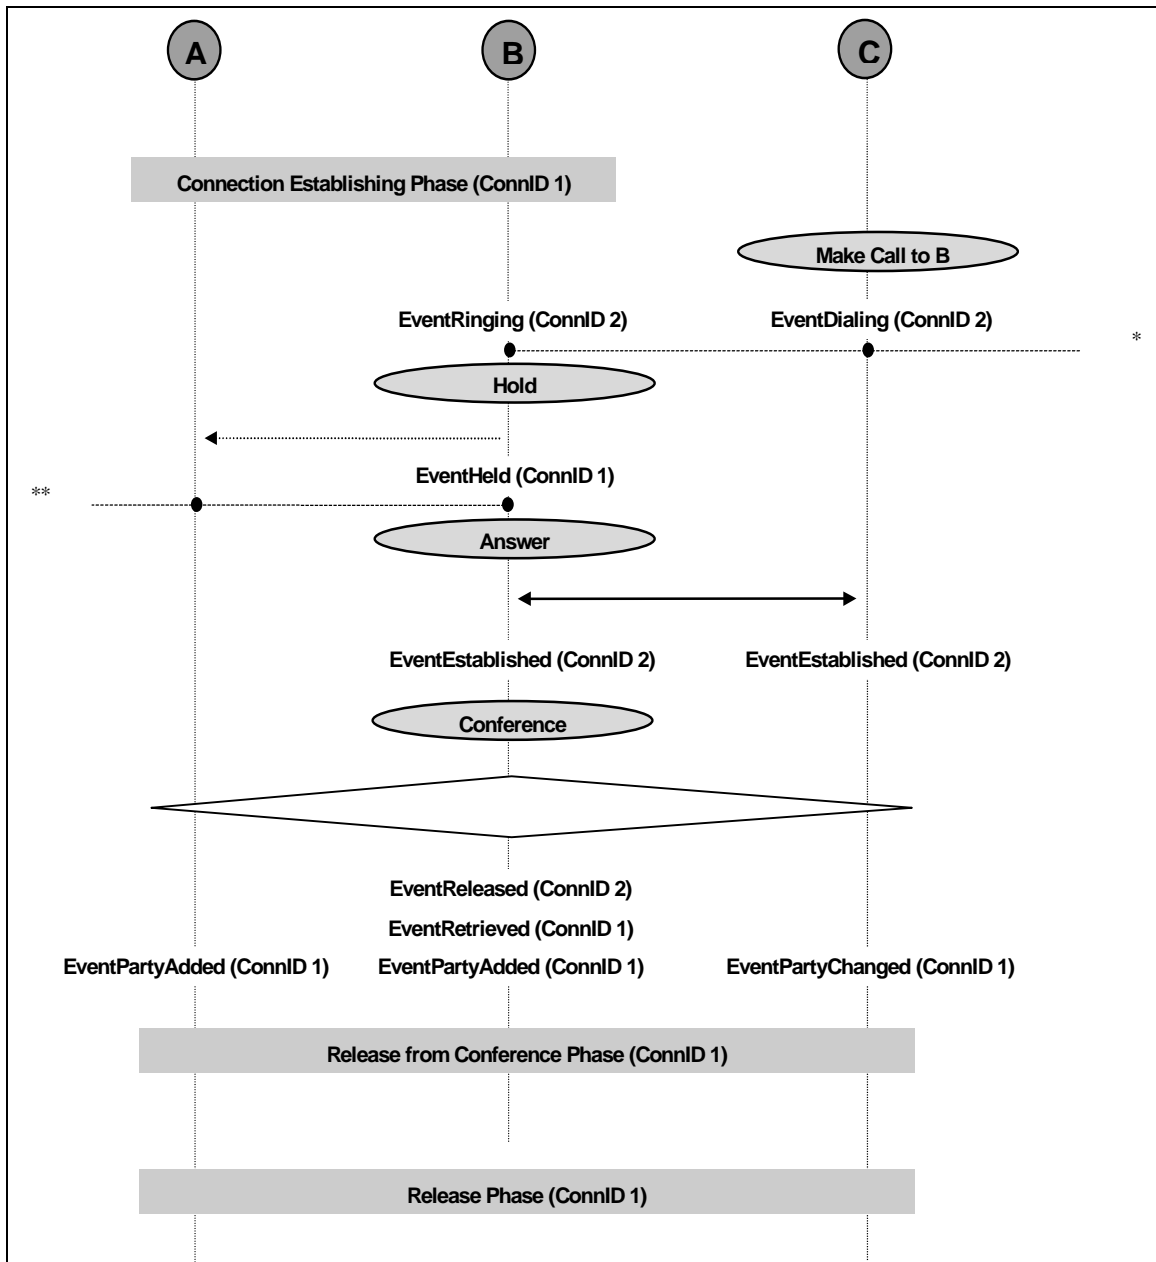 A B C
Connection Establishing Phase (ConnID 1)
Make Call to B
EventRinging (ConnID 2) EventDialing (ConnID 2)
*
Hold
EventHeld (ConnID 1)
**
Answer
EventEstablished (ConnID 2) EventEstablished (ConnID 2)
Conference
EventReleased (ConnID 2)
EventRetrieved (ConnID 1)
EventPartyAdded (ConnID 1) EventPartyAdded (ConnID 1) EventPartyChanged (ConnID 1)
Release from Conference Phase (ConnID 1)
Release Phase (ConnID 1)